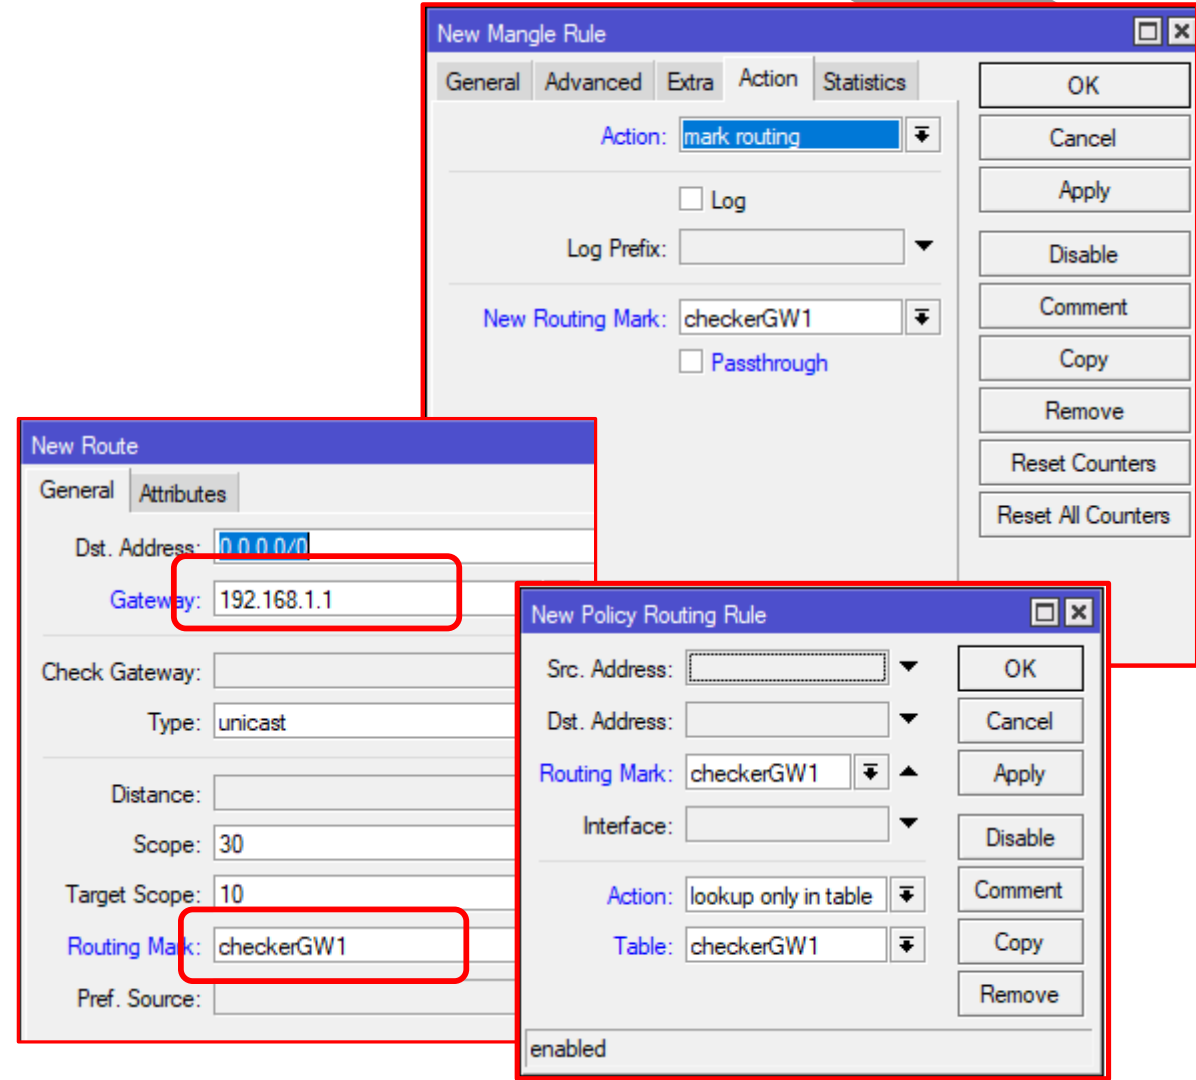 New Mangle Rule
General Advanced Extra Action Statistics
Action: mark routing
Log
Log Prefix:
New Routing Mark: checkerGW1
Passthrough
OK
Cancel
Apply
Disable
Comment
Copy
Remove
Reset Counters
Reset All Counters
New Route
General Attributes
Dst. Address: 0.0.0.0/0
Gateway: 192.168.1.1
Check Gateway:
Type: unicast
Distance:
Scope: 30
Target Scope: 10
Routing Mark: checkerGW1
Pref. Source:
New Policy Routing Rule
Src. Address:
Dst. Address:
Routing Mark: checkerGW1
Interface:
Action: lookup only in table
Table: checkerGW1
OK
Cancel
Apply
Disable
Comment
Copy
Remove
enabled